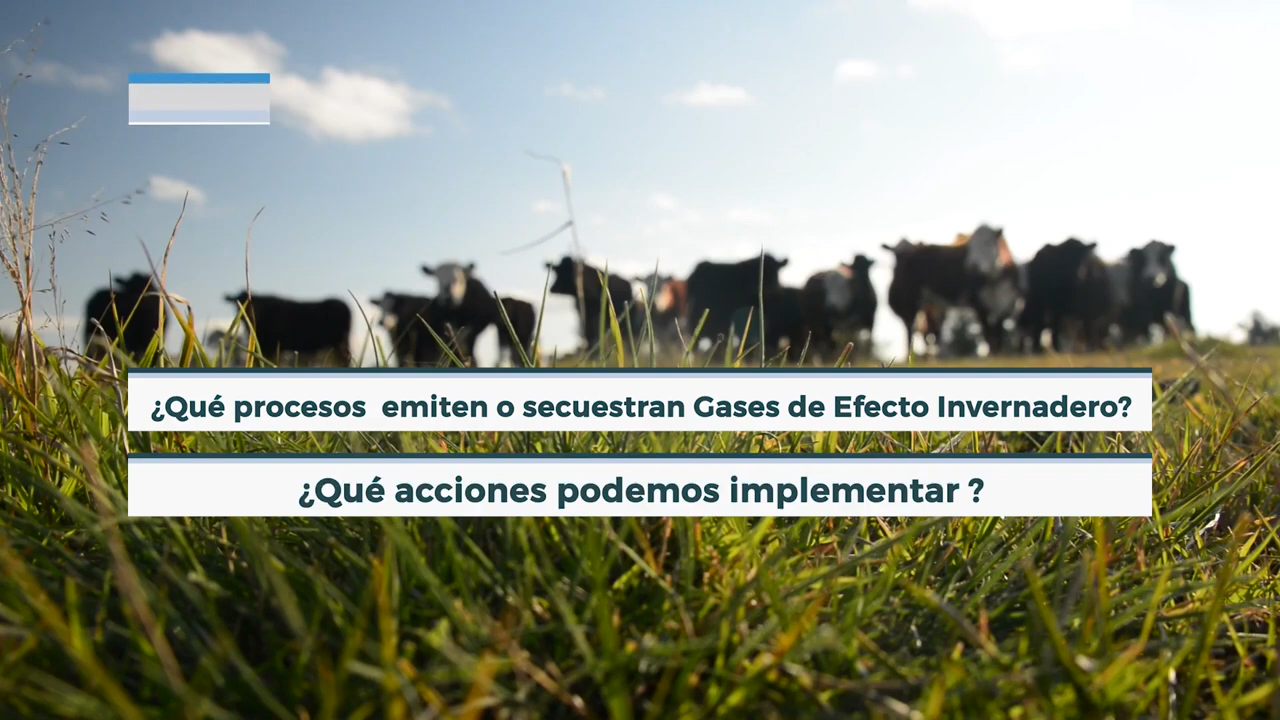 ¿Qué procesos  emiten o secuestran Gases de Efecto Invernadero?
¿Qué acciones podemos implementar ?